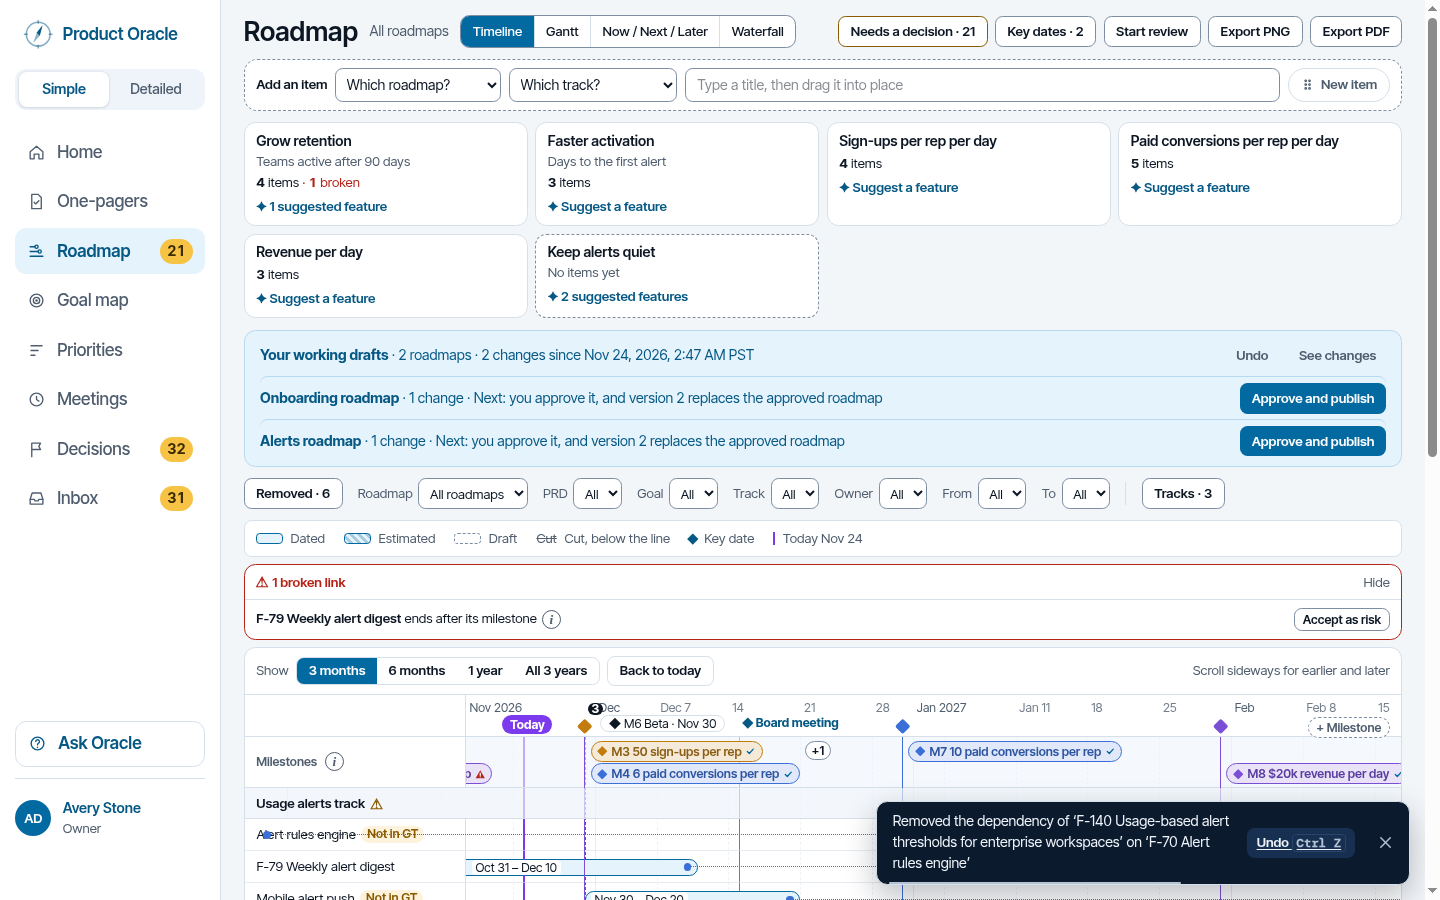 Product Oracle
Simple
Detailed
Home
One-pagers
Roadmap
21
Goal map
Priorities
Meetings
Decisions
32
Inbox
31
Ask Oracle
AD
Avery Stone
Owner
Roadmap
All roadmaps
Timeline
Gantt
Now / Next / Later
Waterfall
Needs a decision · 21
Key dates · 2
Start review
Export PNG
Export PDF
Add an item
Which roadmap?
Which track?
Type a title, then drag it into place
New item
Grow retention
Teams active after 90 days
4 items · 1 broken
1 suggested feature
Faster activation
Days to the first alert
3 items
Suggest a feature
Sign-ups per rep per day
4 items
Suggest a feature
Paid conversions per rep per day
5 items
Suggest a feature
Revenue per day
3 items
Suggest a feature
Keep alerts quiet
No items yet
2 suggested features
Your working drafts · 2 roadmaps · 2 changes since Nov 24, 2026, 2:47 AM PST
Undo
See changes
Onboarding roadmap · 1 change · Next: you approve it, and version 2 replaces the approved roadmap
Approve and publish
Alerts roadmap · 1 change · Next: you approve it, and version 2 replaces the approved roadmap
Approve and publish
Removed · 6
Roadmap
All roadmaps
PRD
All
Goal
All
Track
All
Owner
All
From
All
To
All
Tracks · 3
Dated
Estimated
Draft
Cut
Cut, below the line
Key date
Today Nov 24
1 broken link
Hide
F-79 Weekly alert digest ends after its milestone
i
Accept as risk
Show
3 months
6 months
1 year
All 3 years
Back to today
Scroll sideways for earlier and later
Nov 2026
3
Dec
Dec 7
14
21
28
Jan 2027
Jan 11
18
25
Feb
Feb 8
15
Today
M6 Beta · Nov 30
Board meeting
+ Milestone
Milestones
i
M3 50 sign-ups per rep
+1
M7 10 paid conversions per rep
M4 6 paid conversions per rep
M8 $20k revenue per day
Usage alerts track
Alert rules engine
Not in GT
F-79 Weekly alert digest
Oct 31 – Dec 10
Mobile alert push
Not in GT
Nov 30 – Dec 20
Removed the dependency of ‘F-140 Usage-based alert
thresholds for enterprise workspaces’ on ‘F-70 Alert
rules engine’
Undo Ctrl Z